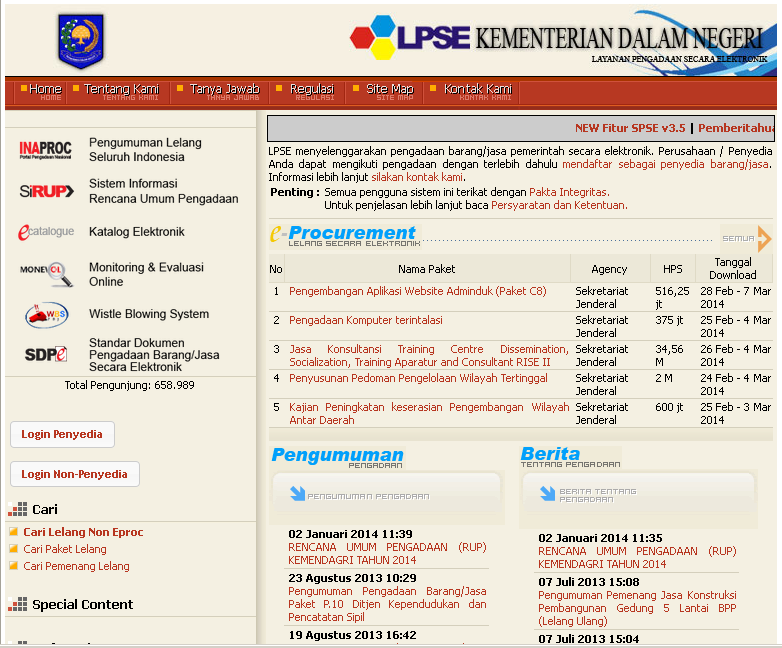 LPSE KEMENTERIAN DALAM NEGERI
LAYANAN PENGADAAN SECARA ELEKTRONIK
Home Tentang Kami Tanya Jawab Regulasi Site Map Kontak Kami
HOME TENTANG KAMI TANYA JAWAB REGULASI SITE MAP KONTAK KAMI
INAPROC
Portal Pengadaan Nasional
Pengumuman Lelang
Seluruh Indonesia
SiRUP
Sistem Informasi
Rencana Umum Pengadaan
ecatalogue
Katalog Elektronik
MONEV OL
Monitoring & Evaluasi
Online
WBS
Wistle Blowing System
SDPe
Standar Dokumen
Pengadaan Barang/Jasa
Secara Elektronik
Total Pengunjung: 658.989
Login Penyedia
Login Non-Penyedia
Cari
Cari Lelang Non Eproc
Cari Paket Lelang
Cari Pemenang Lelang
Special Content
NEW Fitur SPSE v3.5 | Pemberitahua
LPSE menyelenggarakan pengadaan barang/jasa pemerintah secara elektronik. Perusahaan / Penyedia
Anda dapat mengikuti pengadaan dengan terlebih dahulu mendaftar sebagai penyedia barang/jasa.
Informasi lebih lanjut silakan kontak kami.
Penting : Semua pengguna sistem ini terikat dengan Pakta Integritas.
Untuk penjelasan lebih lanjut baca Persyaratan dan Ketentuan.
e-Procurement
LELANG SECARA ELEKTRONIK
SEMUA
No Nama Paket Agency HPS Tanggal
Download
1 Pengembangan Aplikasi Website Adminduk (Paket C8) Sekretariat 516,25 28 Feb - 7 Mar
Jenderal jt 2014
2 Pengadaan Komputer terintalasi Sekretariat 375 jt 25 Feb - 4 Mar
Jenderal 2014
3 Jasa Konsultansi Training Centre Dissemination, Sekretariat 34,56 26 Feb - 4 Mar
Socialization, Training Aparatur and Consultant RISE II Jenderal M 2014
4 Penyusunan Pedoman Pengelolaan Wilayah Tertinggal Sekretariat 2 M 24 Feb - 4 Mar
Jenderal 2014
5 Kajian Peningkatan keserasian Pengembangan Wilayah Sekretariat 600 jt 25 Feb - 3 Mar
Antar Daerah Jenderal 2014
Pengumuman
PENGADAAN
PENGUMUMAN PENGADAAN
02 Januari 2014 11:39
RENCANA UMUM PENGADAAN (RUP)
KEMENDAGRI TAHUN 2014
23 Agustus 2013 10:29
Pengumuman Pengadaan Barang/Jasa
Paket P.10 Ditjen Kependudukan dan
Pencatatan Sipil
19 Agustus 2013 16:42
Berita
TENTANG PENGADAAN
BERITA TENTANG
PENGADAAN
02 Januari 2014 11:35
RENCANA UMUM PENGADAAN (RUP)
KEMENDAGRI TAHUN 2014
07 Juli 2013 15:08
Pengumuman Pemenang Jasa Konstruksi
Pembangunan Gedung 5 Lantai BPP
(Lelang Ulang)
07 Juli 2013 15:04